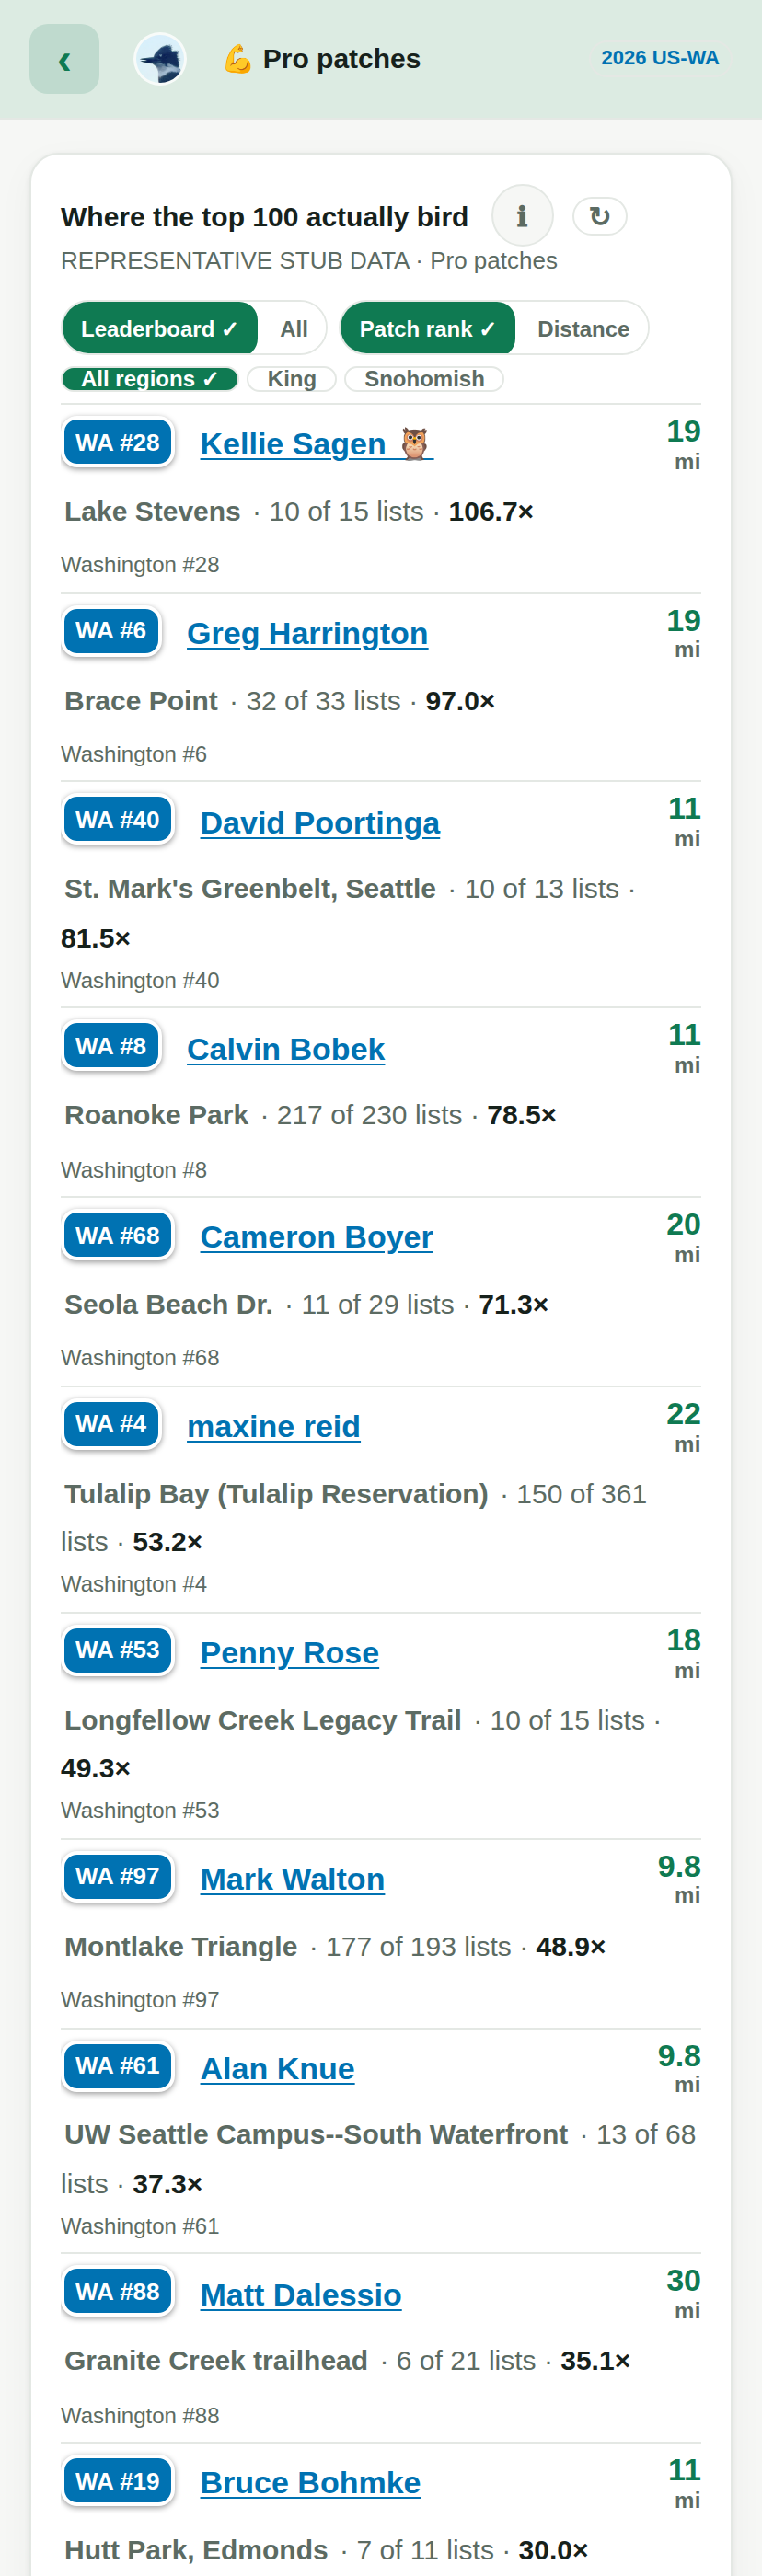 ‹ 💪 Pro patches 2026 US-WA
Where the top 100 actually bird ℹ ↻
REPRESENTATIVE STUB DATA · Pro patches
Leaderboard ✓ All Patch rank ✓ Distance
All regions ✓ King Snohomish
WA #28 Kellie Sagen 🦉 19 mi
Lake Stevens · 10 of 15 lists · 106.7×
Washington #28
WA #6 Greg Harrington 19 mi
Brace Point · 32 of 33 lists · 97.0×
Washington #6
WA #40 David Poortinga 11 mi
St. Mark's Greenbelt, Seattle · 10 of 13 lists ·
81.5×
Washington #40
WA #8 Calvin Bobek 11 mi
Roanoke Park · 217 of 230 lists · 78.5×
Washington #8
WA #68 Cameron Boyer 20 mi
Seola Beach Dr. · 11 of 29 lists · 71.3×
Washington #68
WA #4 maxine reid 22 mi
Tulalip Bay (Tulalip Reservation) · 150 of 361
lists · 53.2×
Washington #4
WA #53 Penny Rose 18 mi
Longfellow Creek Legacy Trail · 10 of 15 lists ·
49.3×
Washington #53
WA #97 Mark Walton 9.8 mi
Montlake Triangle · 177 of 193 lists · 48.9×
Washington #97
WA #61 Alan Knue 9.8 mi
UW Seattle Campus--South Waterfront · 13 of 68
lists · 37.3×
Washington #61
WA #88 Matt Dalessio 30 mi
Granite Creek trailhead · 6 of 21 lists · 35.1×
Washington #88
WA #19 Bruce Bohmke 11 mi
Hutt Park, Edmonds · 7 of 11 lists · 30.0×